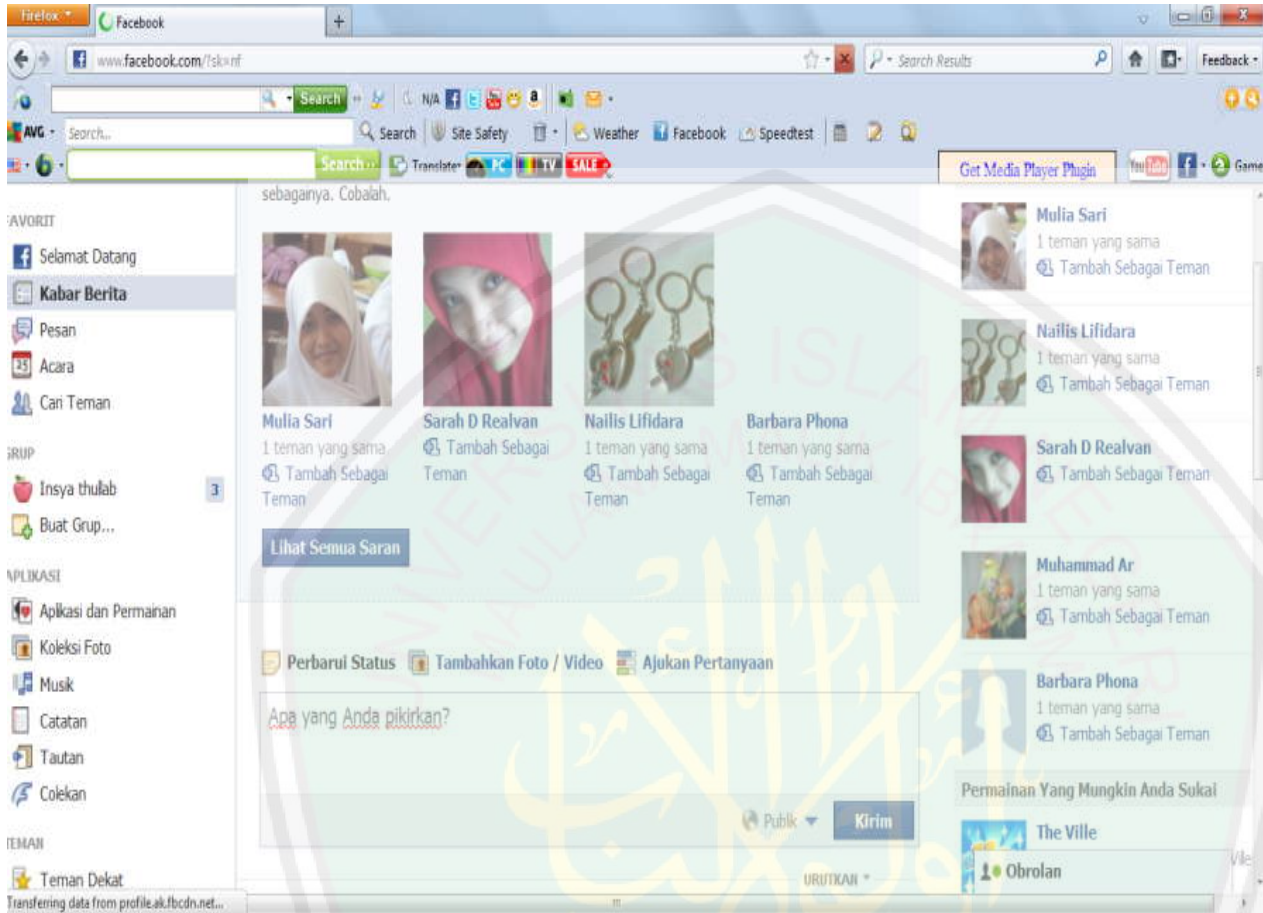 Firefox
Facebook
+
www.facebook.com/?sk=nf
Search Results
Feedback
Search
N/A
AVG
Search...
Search
Site Safety
Weather
Facebook
Speedtest
Search
Translate
PC
TV
SALE
Get Media Player Plugin
You Tube
Game
sebagainya. Cobalah.
FAVORIT
Selamat Datang
Kabar Berita
Pesan
25 Acara
Cari Teman
GRUP
Insya thullab 3
Buat Grup...
APLIKASI
Aplikasi dan Permainan
Koleksi Foto
Musik
Catatan
Tautan
Colekan
TEMAN
Teman Dekat
Transferring data from profile.ak.fbcdn.net...
Mulia Sari
1 teman yang sama
Tambah Sebagai
Teman
Sarah D Realvan
Tambah Sebagai
Teman
Nailis Lifidara
1 teman yang sama
Tambah Sebagai
Teman
Barbara Phona
1 teman yang sama
Tambah Sebagai
Teman
Lihat Semua Saran
Perbarui Status
Tambahkan Foto / Video
Ajukan Pertanyaan
Apa yang Anda pikirkan?
Publik
Kirim
URUTKAN
Mulia Sari
1 teman yang sama
Tambah Sebagai Teman
Nailis Lifidara
1 teman yang sama
Tambah Sebagai Teman
Sarah D Realvan
Tambah Sebagai Teman
Muhammad Ar
1 teman yang sama
Tambah Sebagai Teman
Barbara Phona
1 teman yang sama
Tambah Sebagai Teman
Permainan Yang Mungkin Anda Sukai
The Ville
Ville
Obrolan